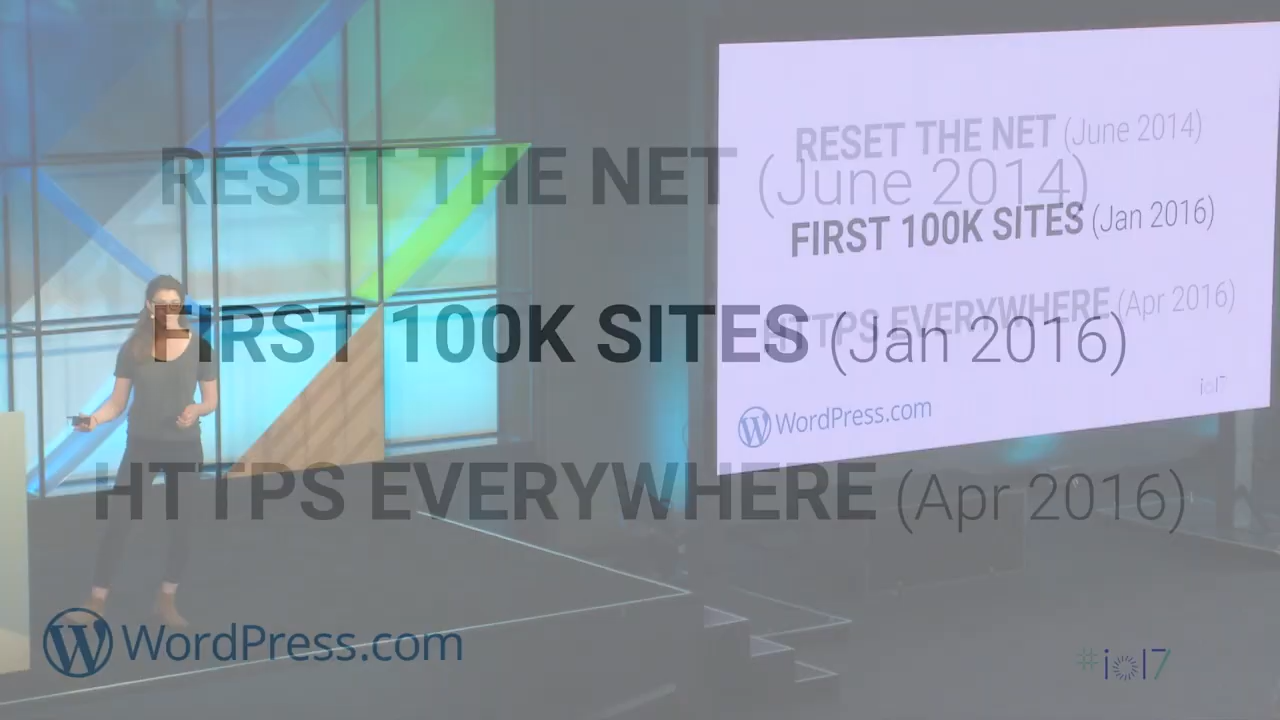 RESET THE NET (June 2014)
FIRST 100K SITES (Jan 2016)
HTTPS EVERYWHERE (Apr 2016)
WordPress.com
#io17
RESET THE NET (June 2014)
FIRST 100K SITES (Jan 2016)
HTTPS EVERYWHERE (Apr 2016)
io17
WordPress.com